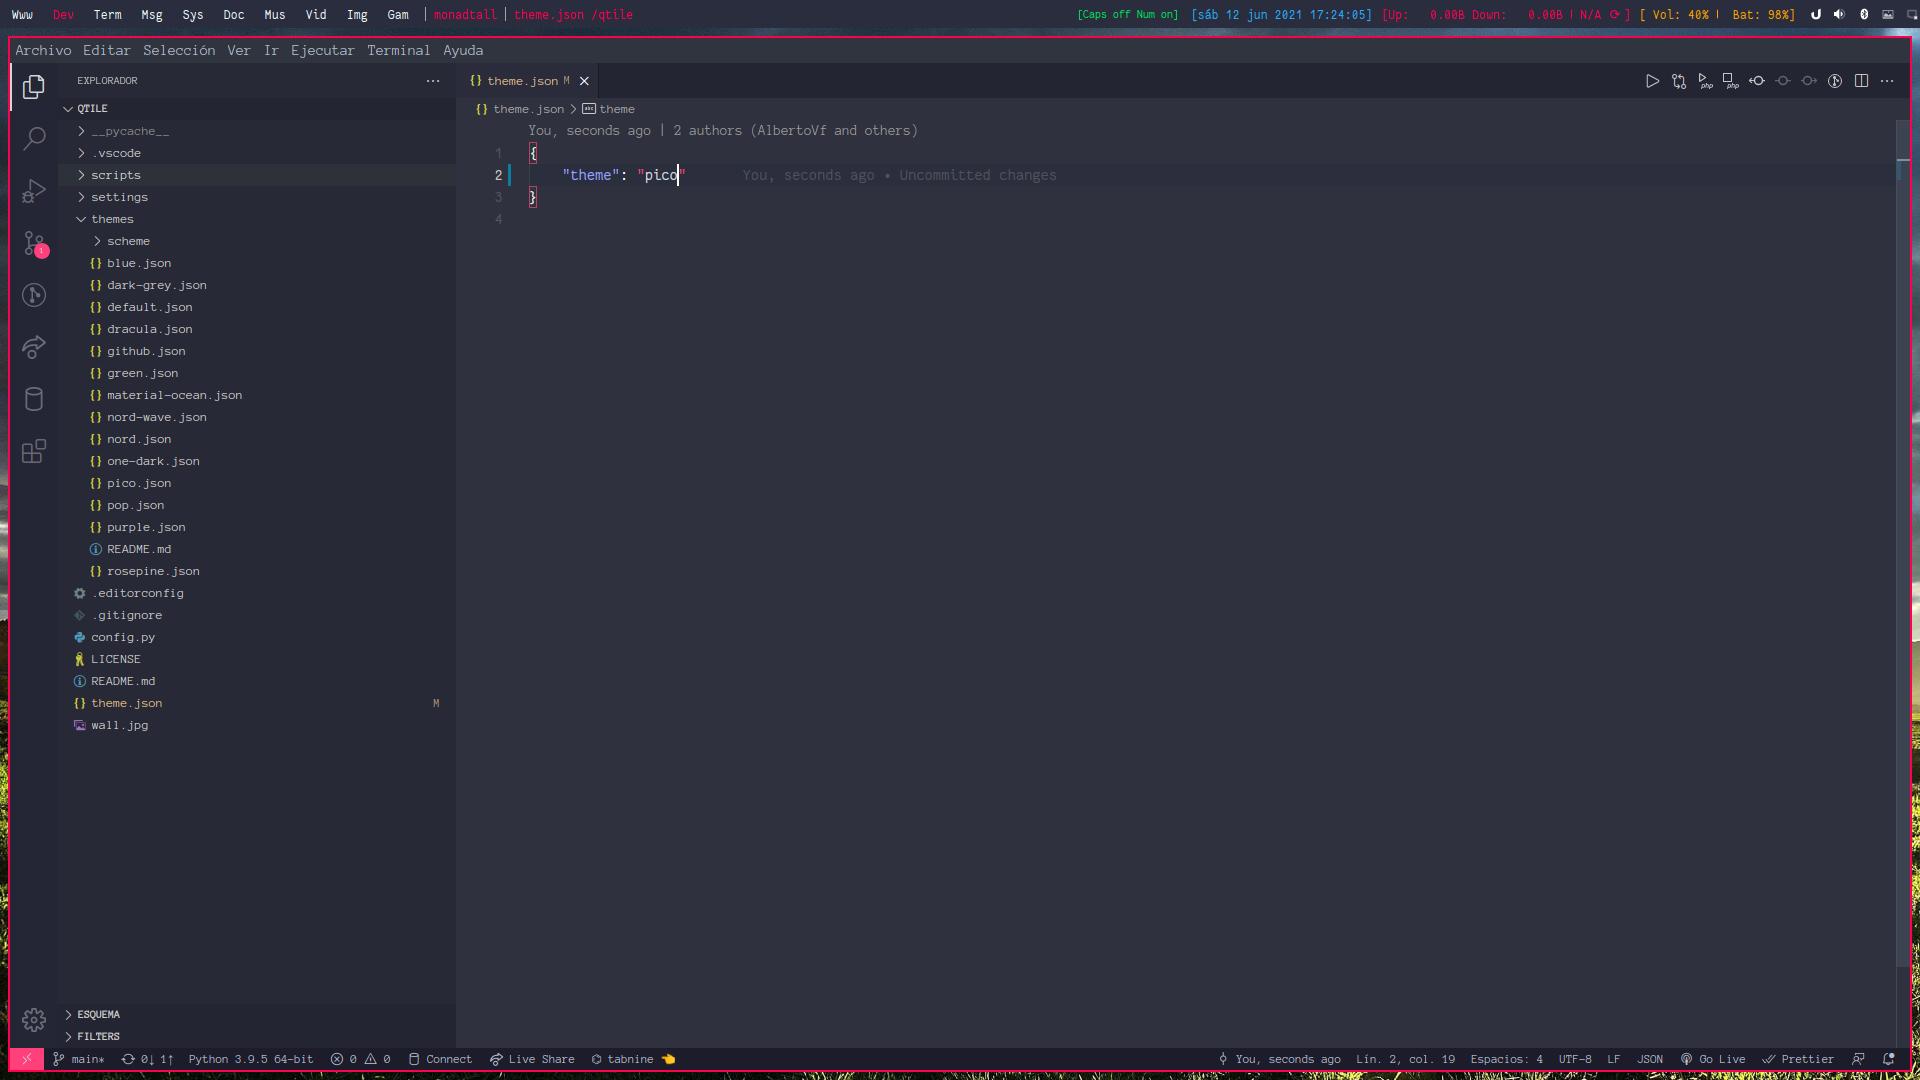 Www Dev Term Msg Sys Doc Mus Vid Img Gam | monadtall | theme.json /qtile
[Caps off Num on] [sáb 12 jun 2021 17:24:05] [Up: 0.00B Down: 0.00B | N/A ⟳ ] [ Vol: 40% | Bat: 98%]
Archivo Editar Selección Ver Ir Ejecutar Terminal Ayuda
EXPLORADOR
QTILE
__pycache__
.vscode
scripts
settings
themes
scheme
{} blue.json
{} dark-grey.json
{} default.json
{} dracula.json
{} github.json
{} green.json
{} material-ocean.json
{} nord-wave.json
{} nord.json
{} one-dark.json
{} pico.json
{} pop.json
{} purple.json
README.md
{} rosepine.json
.editorconfig
.gitignore
config.py
LICENSE
README.md
{} theme.json M
wall.jpg
ESQUEMA
FILTERS
{} theme.json M
php php
{} theme.json > abc theme
You, seconds ago | 2 authors (AlbertoVf and others)
1 {
2 "theme": "pico" You, seconds ago • Uncommitted changes
3 }
4
1
main* 0↓ 1↑ Python 3.9.5 64-bit 0 0 Connect Live Share tabnine 👈
You, seconds ago Lín. 2, col. 19 Espacios: 4 UTF-8 LF JSON Go Live Prettier